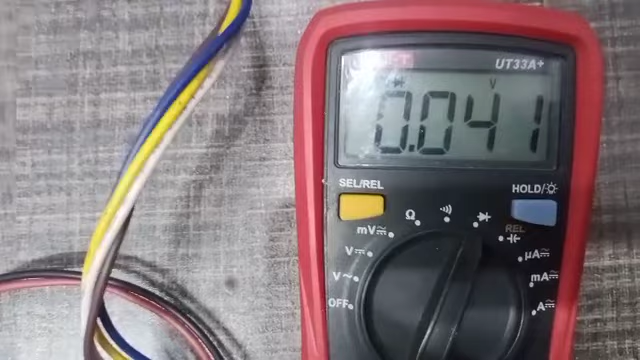 UT33A+
V
0.041
SEL/REL
HOLD/
Ω
REL
mV
V
V~
OFF
µA
mA
A